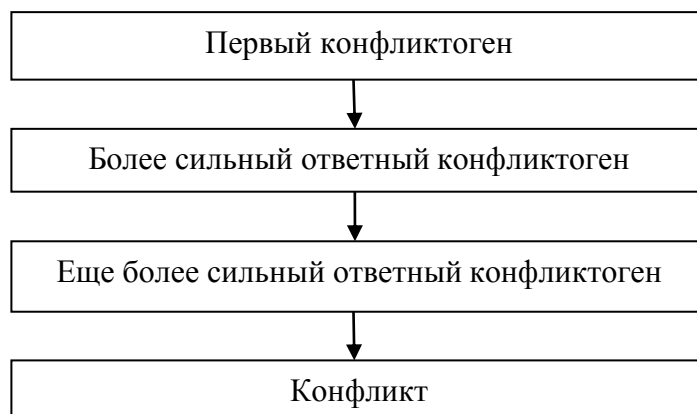 Первый конфликтоген
Более сильный ответный конфликтоген
Еще более сильный ответный конфликтоген
Конфликт